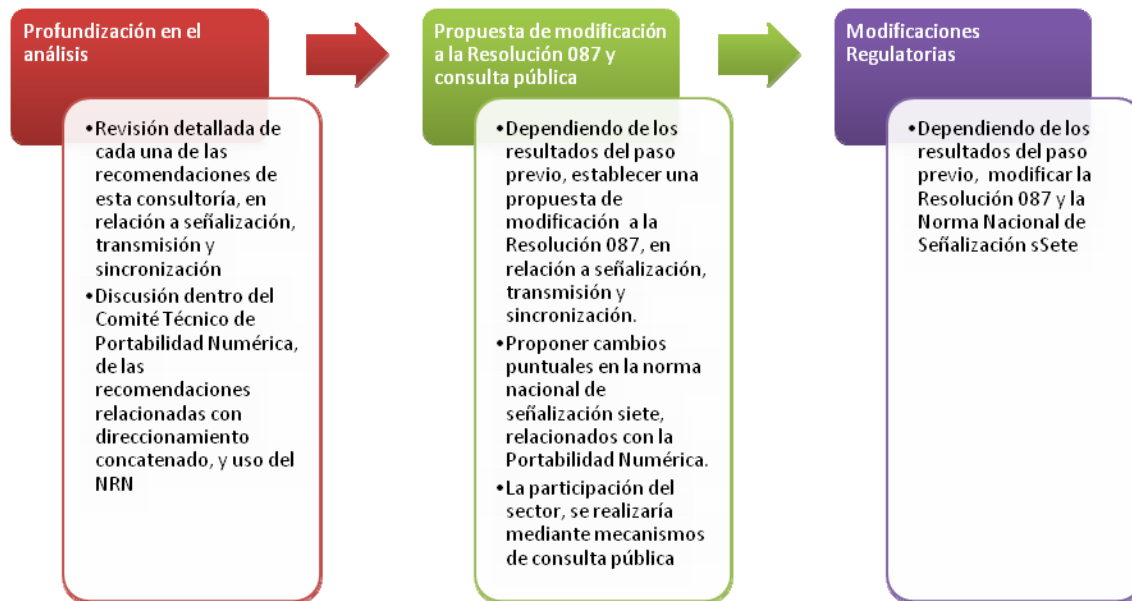 Profundización en el
análisis
•Revisión detallada de
cada una de las
recomendaciones de
esta consultoría, en
relación a señalización,
transmisión y
sincronización
•Discusión dentro del
Comité Técnico de
Portabilidad Numérica,
de las
recomendaciones
relacionadas con
direccionamiento
concatenado, y uso del
NRN
Propuesta de modificación
a la Resolución 087 y
consulta pública
•Dependiendo de los
resultados del paso
previo, establecer una
propuesta de
modificación a la
Resolución 087, en
relación a señalización,
transmisión y
sincronización.
•Proponer cambios
puntuales en la norma
nacional de
señalización siete,
relacionados con la
Portabilidad Numérica.
•La participación del
sector, se realizaría
mediante mecanismos
de consulta pública
Modificaciones
Regulatorias
•Dependiendo de los
resultados del paso
previo, modificar la
Resolución 087 y la
Norma Nacional de
Señalización sSete